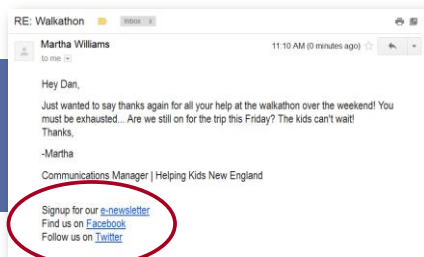 RE: Walkathon Inbox x
Martha Williams 11:10 AM (0 minutes ago)
to me
Hey Dan,
Just wanted to say thanks again for all your help at the walkathon over the weekend! You
must be exhausted... Are we still on for the trip this Friday? The kids can't wait!
Thanks,
-Martha
Communications Manager | Helping Kids New England
Signup for our e-newsletter
Find us on Facebook
Follow us on Twitter